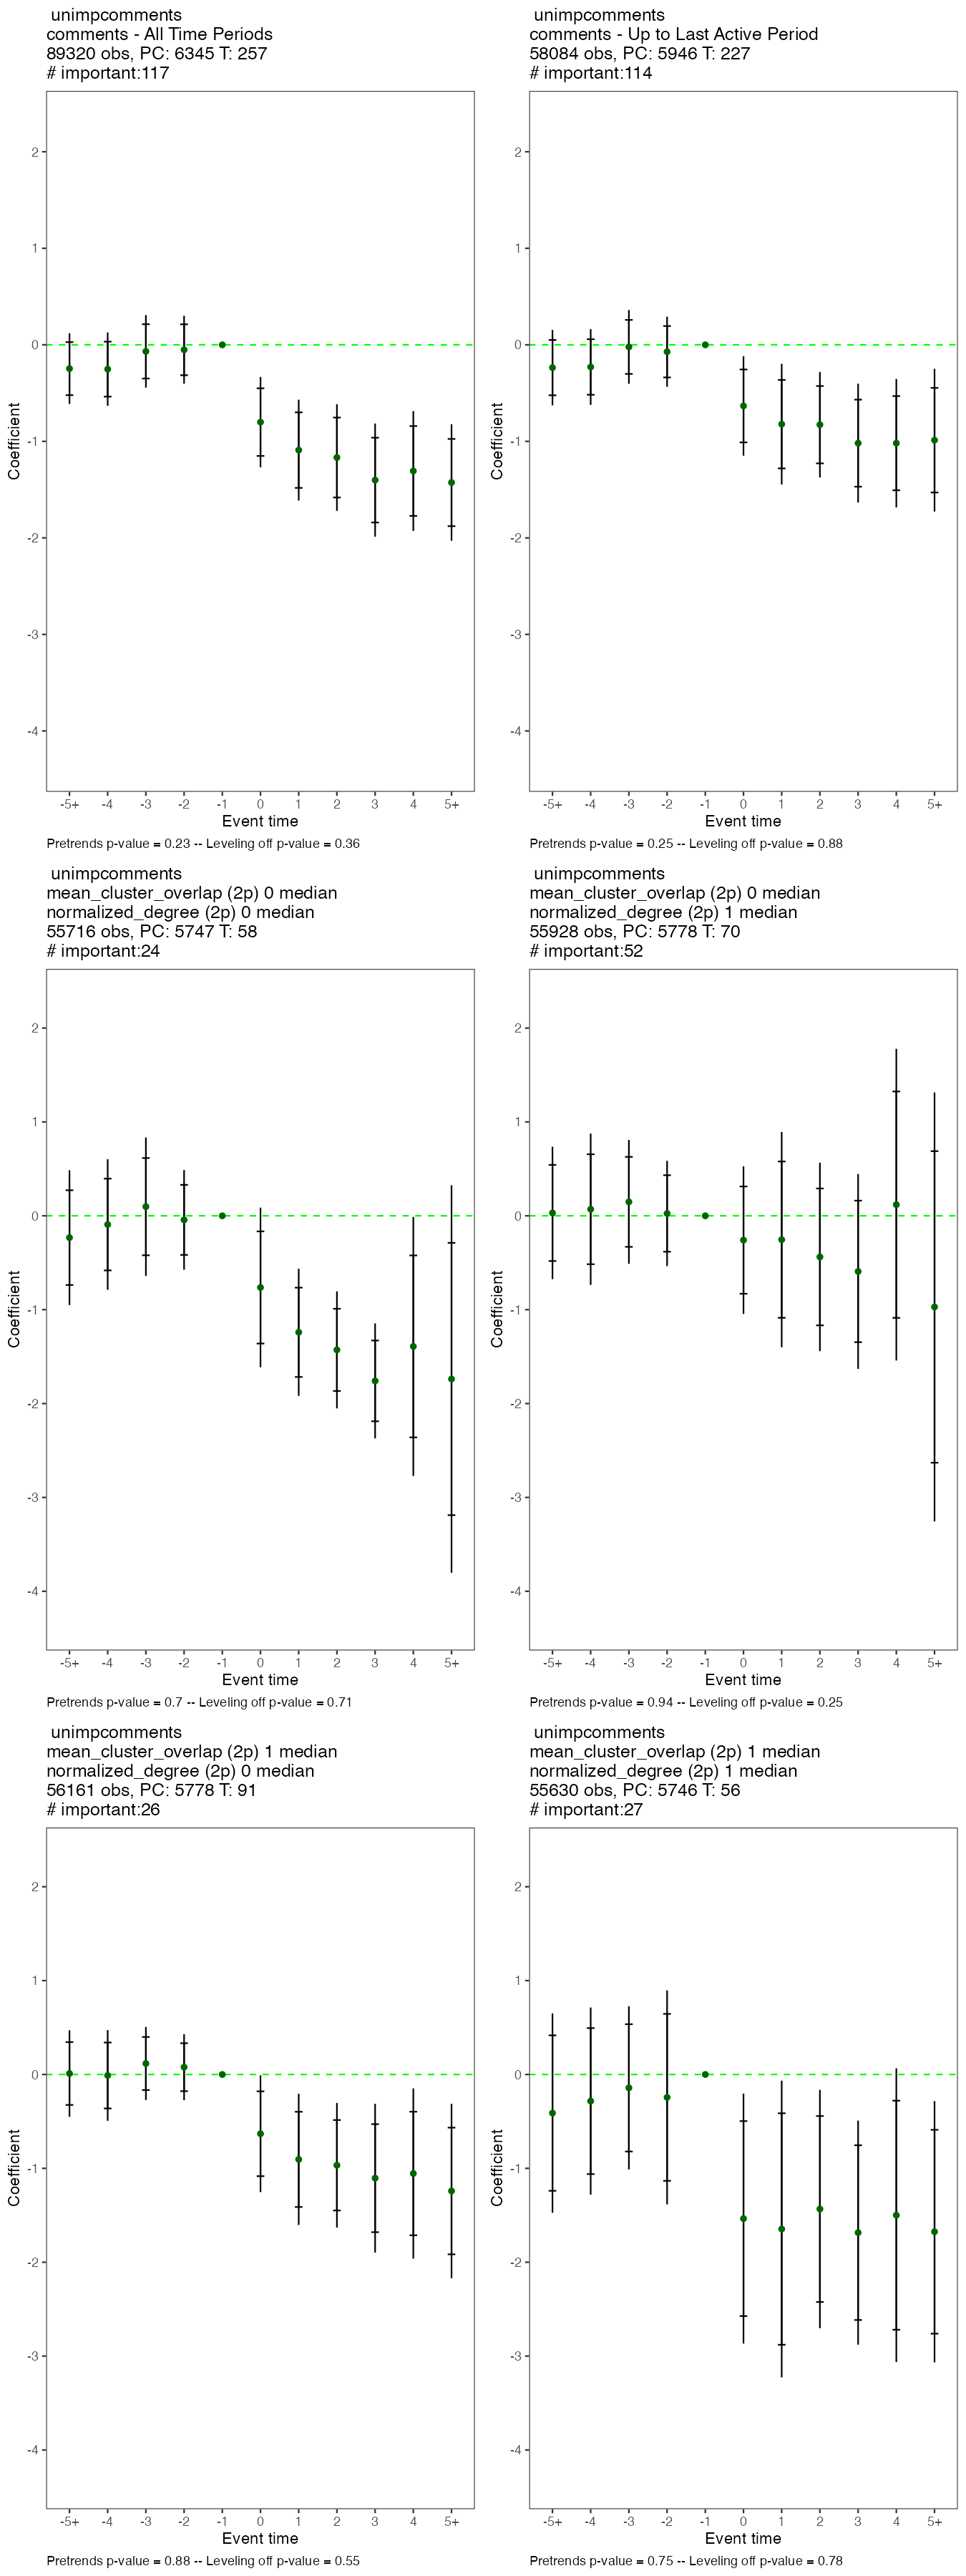 unimpcomments
comments - All Time Periods
89320 obs, PC: 6345 T: 257
# important:117
2
1
0
-1
-2
-3
-4
Coefficient
-5+ -4 -3 -2 -1 0 1 2 3 4 5+
Event time
Pretrends p-value = 0.23 -- Leveling off p-value = 0.36
unimpcomments
comments - Up to Last Active Period
58084 obs, PC: 5946 T: 227
# important:114
2
1
0
-1
-2
-3
-4
Coefficient
-5+ -4 -3 -2 -1 0 1 2 3 4 5+
Event time
Pretrends p-value = 0.25 -- Leveling off p-value = 0.88
unimpcomments
mean_cluster_overlap (2p) 0 median
normalized_degree (2p) 0 median
55716 obs, PC: 5747 T: 58
# important:24
2
1
0
-1
-2
-3
-4
Coefficient
-5+ -4 -3 -2 -1 0 1 2 3 4 5+
Event time
Pretrends p-value = 0.7 -- Leveling off p-value = 0.71
unimpcomments
mean_cluster_overlap (2p) 0 median
normalized_degree (2p) 1 median
55928 obs, PC: 5778 T: 70
# important:52
2
1
0
-1
-2
-3
-4
Coefficient
-5+ -4 -3 -2 -1 0 1 2 3 4 5+
Event time
Pretrends p-value = 0.94 -- Leveling off p-value = 0.25
unimpcomments
mean_cluster_overlap (2p) 1 median
normalized_degree (2p) 0 median
56161 obs, PC: 5778 T: 91
# important:26
2
1
0
-1
-2
-3
-4
Coefficient
-5+ -4 -3 -2 -1 0 1 2 3 4 5+
Event time
Pretrends p-value = 0.88 -- Leveling off p-value = 0.55
unimpcomments
mean_cluster_overlap (2p) 1 median
normalized_degree (2p) 1 median
55630 obs, PC: 5746 T: 56
# important:27
2
1
0
-1
-2
-3
-4
Coefficient
-5+ -4 -3 -2 -1 0 1 2 3 4 5+
Event time
Pretrends p-value = 0.75 -- Leveling off p-value = 0.78